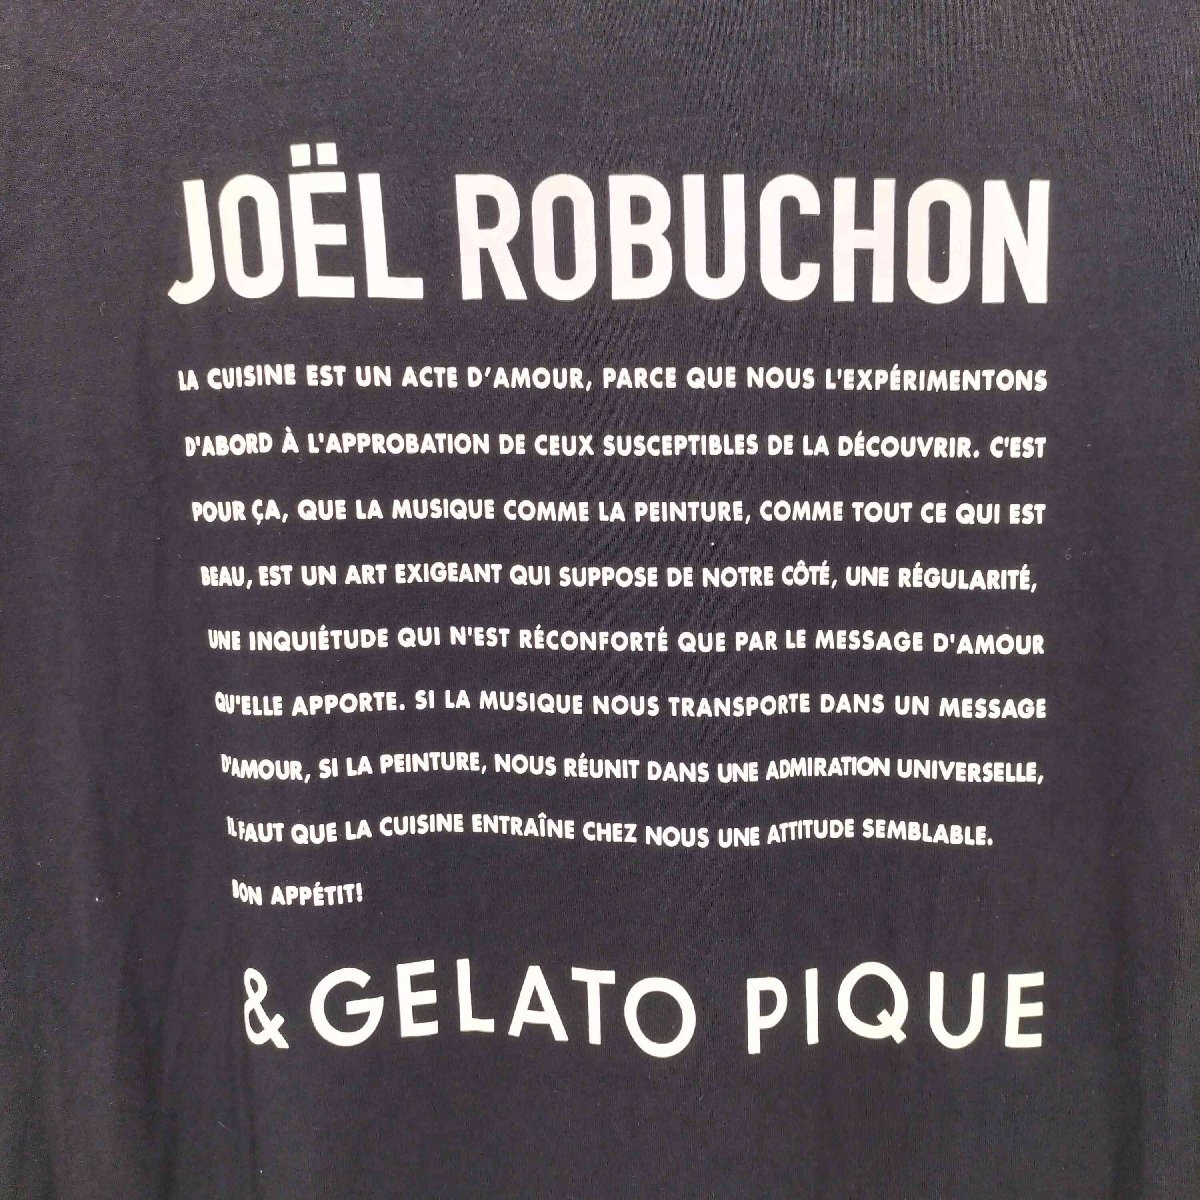 JOËL ROBUCHON
LA CUISINE EST UN ACTE D'AMOUR, PARCE QUE NOUS L'EXPÉRIMENTONS
D'ABORD À L'APPROBATION DE CEUX SUSCEPTIBLES DE LA DÉCOUVRIR. C'EST
POUR ÇA, QUE LA MUSIQUE COMME LA PEINTURE, COMME TOUT CE QUI EST
BEAU, EST UN ART EXIGEANT QUI SUPPOSE DE NOTRE CÔTÉ, UNE RÉGULARITÉ,
UNE INQUIÉTUDE QUI N'EST RÉCONFORTÉ QUE PAR LE MESSAGE D'AMOUR
QU'ELLE APPORTE. SI LA MUSIQUE NOUS TRANSPORTE DANS UN MESSAGE
D'AMOUR, SI LA PEINTURE, NOUS RÉUNIT DANS UNE ADMIRATION UNIVERSELLE,
IL FAUT QUE LA CUISINE ENTRAÎNE CHEZ NOUS UNE ATTITUDE SEMBLABLE.
BON APPÉTIT!
& GELATO PIQUE